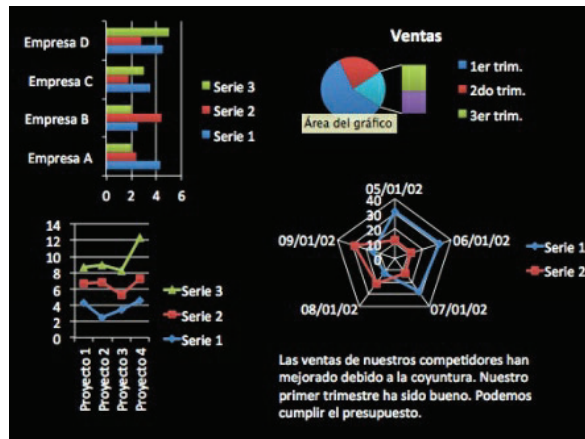 Empresa D
Empresa C
Empresa B
Empresa A
0 2 4 6
Serie 3
Serie 2
Serie 1
Ventas
1er trim.
2do trim.
3er trim.
Área del gráfico
14
12
10
8
6
4
2
0
Proyecto 1
Proyecto 2
Proyecto 3
Proyecto 4
Serie 3
Serie 2
Serie 1
05/01/02
06/01/02
07/01/02
08/01/02
09/01/02
40
30
20
10
0
Serie 1
Serie 2
Las ventas de nuestros competidores han
mejorado debido a la coyuntura. Nuestro
primer trimestre ha sido bueno. Podemos
cumplir el presupuesto.